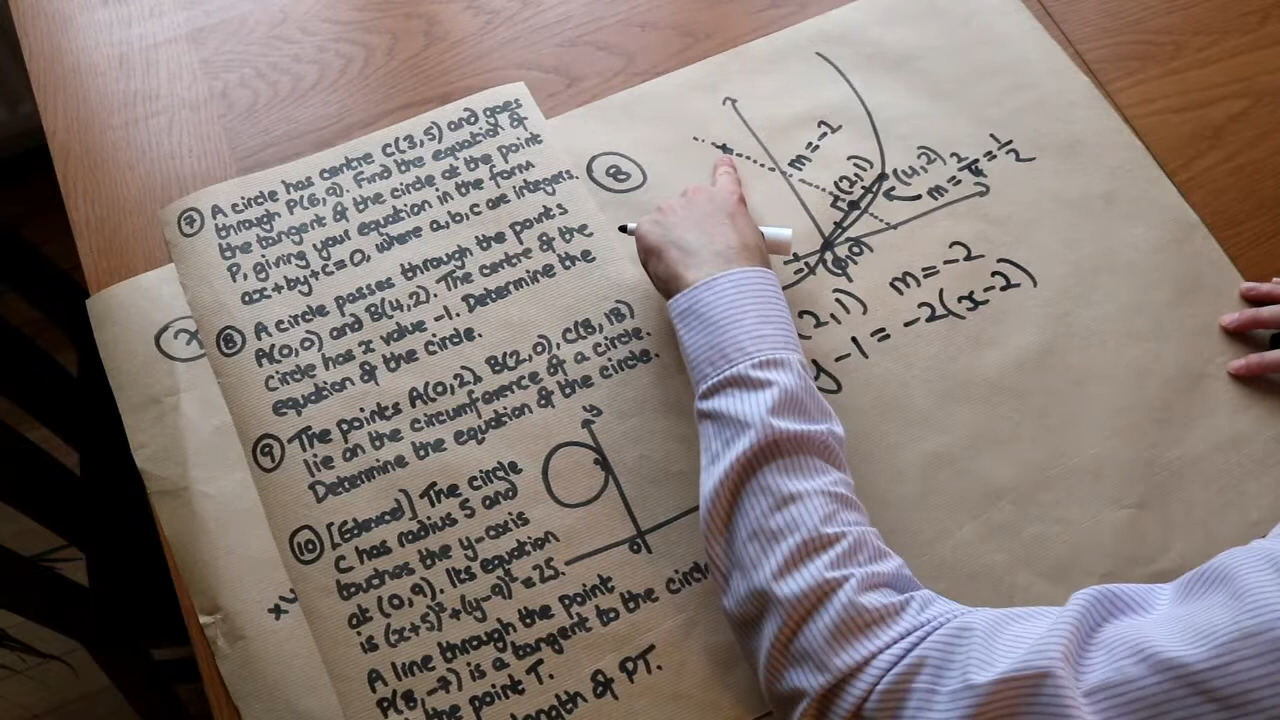 7 A circle has centre C(3,5) and goes
through P(6,9). Find the equation of
the tangent of the circle at the point
P, giving your equation in the form
ax+by+c=0, where a,b,c are integers.
8 A circle passes through the points
A(0,0) and B(4,2). The centre of the
circle has x value -1. Determine the
equation of the circle.
9 The points A(0,2), B(2,0), C(8,18)
lie on the circumference of a circle.
Determine the equation of the circle.
10 [Edexcel] The circle
C has radius 5 and
touches the y-axis
at (0,9). Its equation
is (x+5)²+(y-9)²=25.
A line through the point
P(8,-7) is a tangent to the circle
the point T.
length of PT.
y
0
7
8
m=-2
(2,1)
(4,2)
m=2/4=1/2
(0,0)
-1
(2,1) m=-2
y-1=-2(x-2)